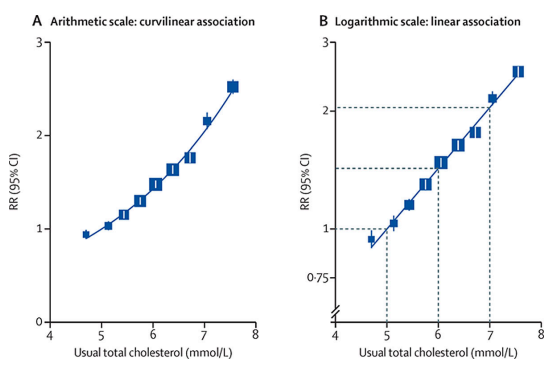 A Arithmetic scale: curvilinear association
3
2
1
0
RR (95% CI)
4 5 6 7 8
Usual total cholesterol (mmol/L)
B Logarithmic scale: linear association
3
2
1
0·75
RR (95% CI)
4 5 6 7 8
Usual total cholesterol (mmol/L)